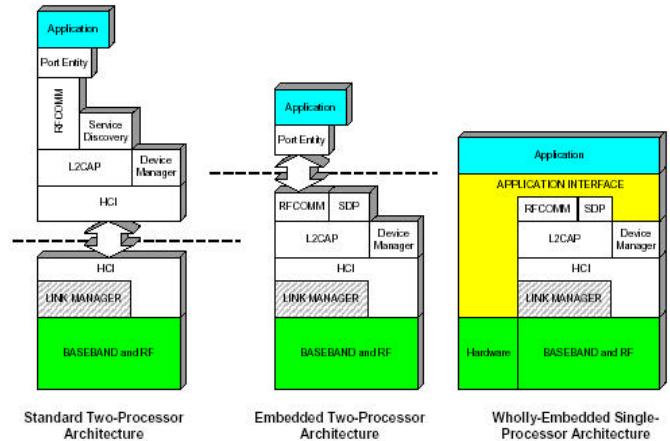 Application
Port Entity
RFCOMM
Service
Discovery
L2CAP
Device
Manager
HCI
HCI
LINK MANAGER
BASEBAND and RF
Standard Two-Processor
Architecture
Application
Port Entity
RFCOMM
SDP
L2CAP
Device
Manager
HCI
LINK MANAGER
BASEBAND and RF
Embedded Two-Processor
Architecture
Application
APPLICATION INTERFACE
RFCOMM
SDP
L2CAP
Device
Manager
HCI
LINK MANAGER
Hardware
BASEBAND and RF
Wholly-Embedded Single-
Processor Architecture